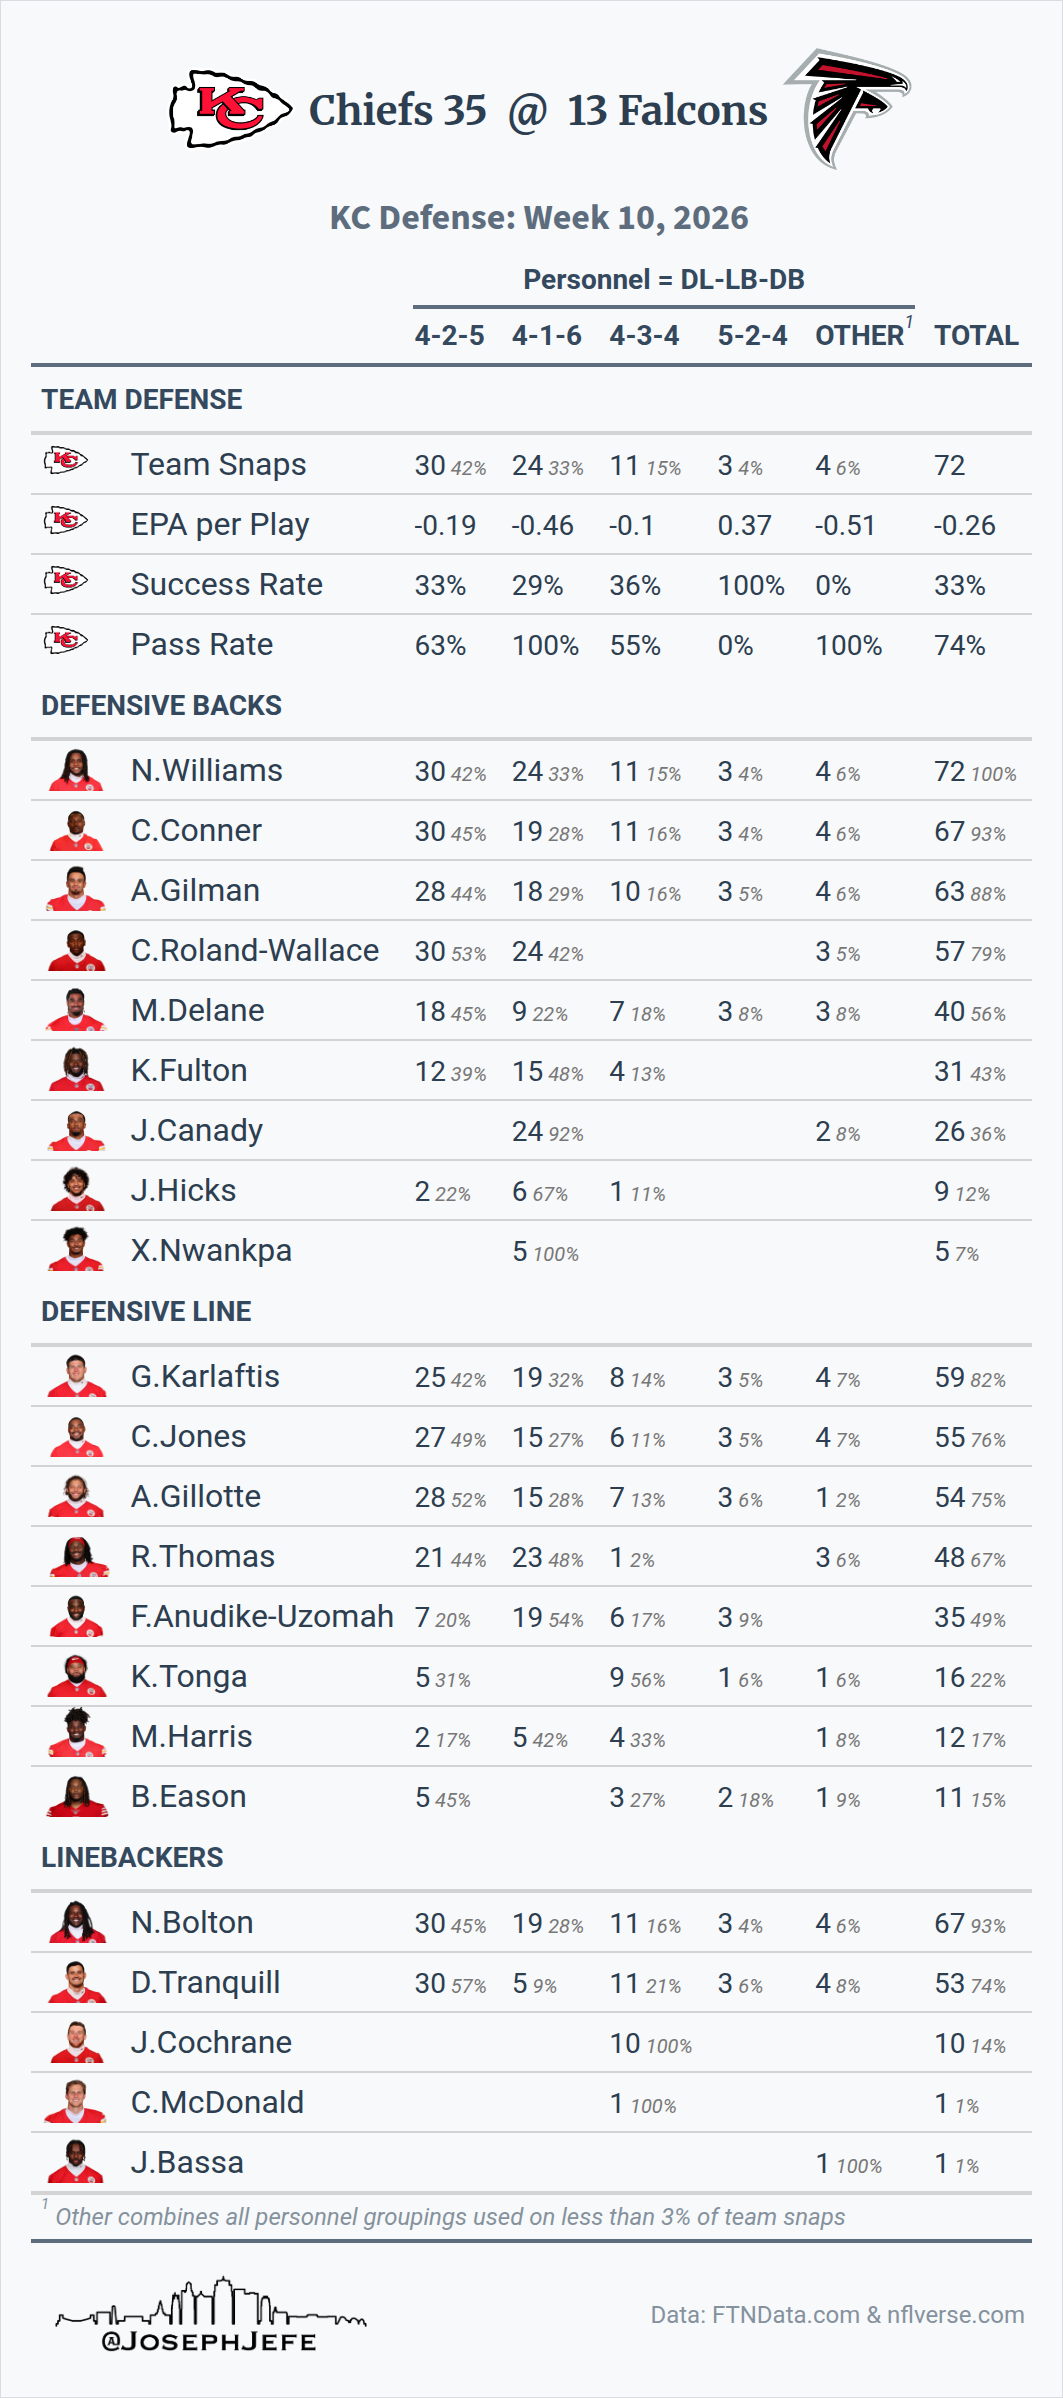 Chiefs 35 @ 13 Falcons
KC Defense: Week 10, 2026
Personnel = DL-LB-DB
4-2-5 4-1-6 4-3-4 5-2-4 OTHER1 TOTAL
TEAM DEFENSE
KC Team Snaps 30 42% 24 33% 11 15% 3 4% 4 6% 72
KC EPA per Play -0.19 -0.46 -0.1 0.37 -0.51 -0.26
KC Success Rate 33% 29% 36% 100% 0% 33%
KC Pass Rate 63% 100% 55% 0% 100% 74%
DEFENSIVE BACKS
N.Williams 30 42% 24 33% 11 15% 3 4% 4 6% 72 100%
C.Conner 30 45% 19 28% 11 16% 3 4% 4 6% 67 93%
A.Gilman 28 44% 18 29% 10 16% 3 5% 4 6% 63 88%
C.Roland-Wallace 30 53% 24 42% 3 5% 57 79%
M.Delane 18 45% 9 22% 7 18% 3 8% 3 8% 40 56%
K.Fulton 12 39% 15 48% 4 13% 31 43%
J.Canady 24 92% 2 8% 26 36%
J.Hicks 2 22% 6 67% 1 11% 9 12%
X.Nwankpa 5 100% 5 7%
DEFENSIVE LINE
G.Karlaftis 25 42% 19 32% 8 14% 3 5% 4 7% 59 82%
C.Jones 27 49% 15 27% 6 11% 3 5% 4 7% 55 76%
A.Gillotte 28 52% 15 28% 7 13% 3 6% 1 2% 54 75%
R.Thomas 21 44% 23 48% 1 2% 3 6% 48 67%
F.Anudike-Uzomah 7 20% 19 54% 6 17% 3 9% 35 49%
K.Tonga 5 31% 9 56% 1 6% 1 6% 16 22%
M.Harris 2 17% 5 42% 4 33% 1 8% 12 17%
B.Eason 5 45% 3 27% 2 18% 1 9% 11 15%
LINEBACKERS
N.Bolton 30 45% 19 28% 11 16% 3 4% 4 6% 67 93%
D.Tranquill 30 57% 5 9% 11 21% 3 6% 4 8% 53 74%
J.Cochrane 10 100% 10 14%
C.McDonald 1 100% 1 1%
J.Bassa 1 100% 1 1%
1 Other combines all personnel groupings used on less than 3% of team snaps
@JOSEPHJEFE
Data: FTNData.com & nflverse.com